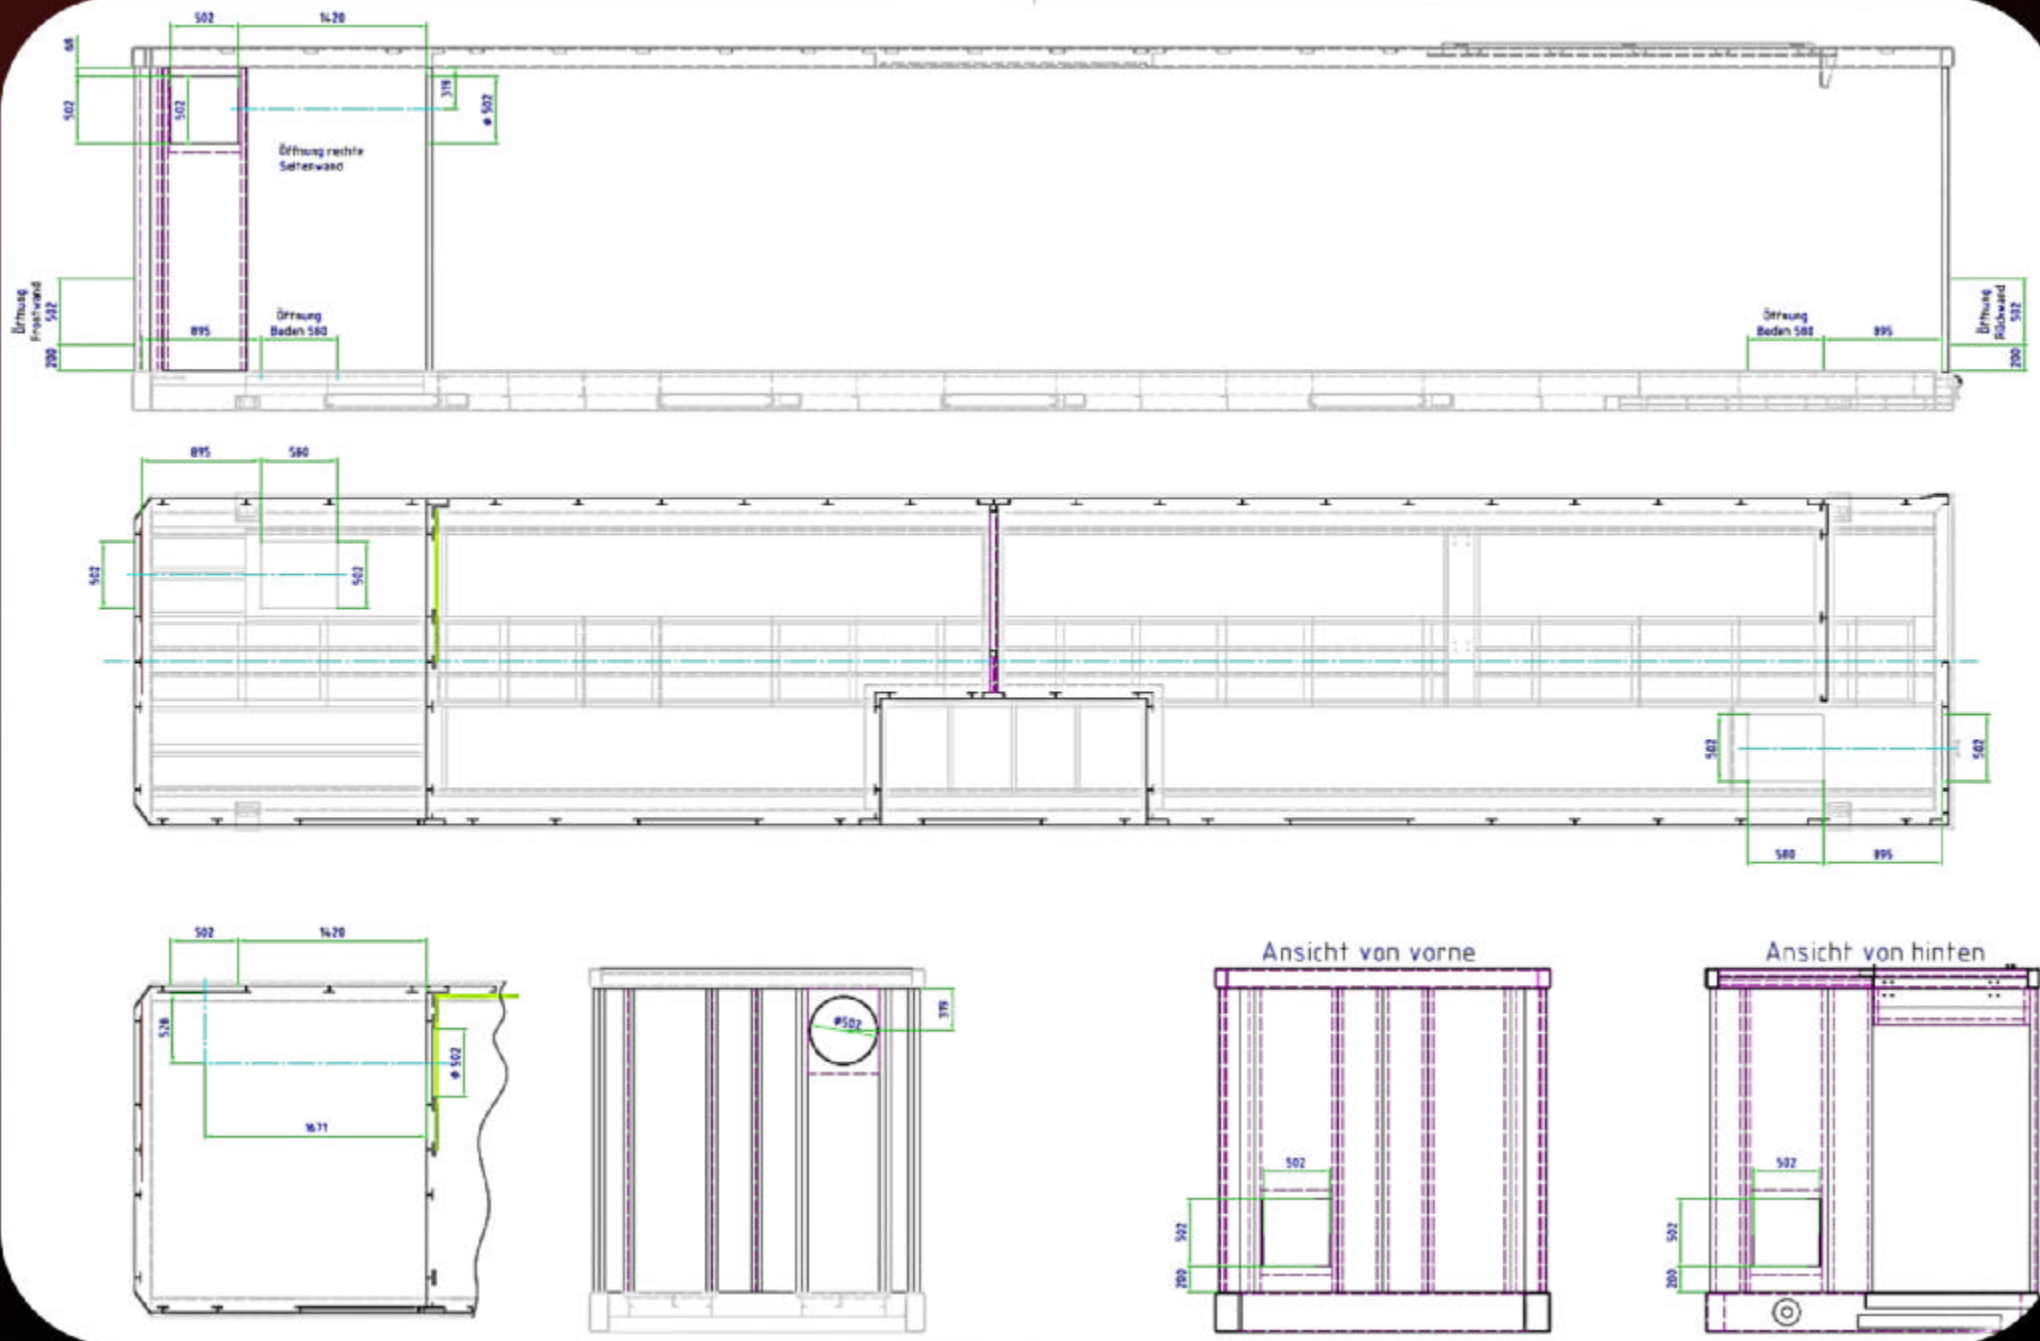 502
1420
68
502
502
319
ø 502
Öffnung rechte
Seitenwand
Öffnung
Frontwand
502
200
895
Öffnung
Boden 580
Öffnung
Boden 580
895
Öffnung
Rückwand
502
200
895
580
502
502
502
502
580
895
502
1420
528
ø 502
1671
ø502
319
Ansicht von vorne
502
502
200
Ansicht von hinten
502
502
200